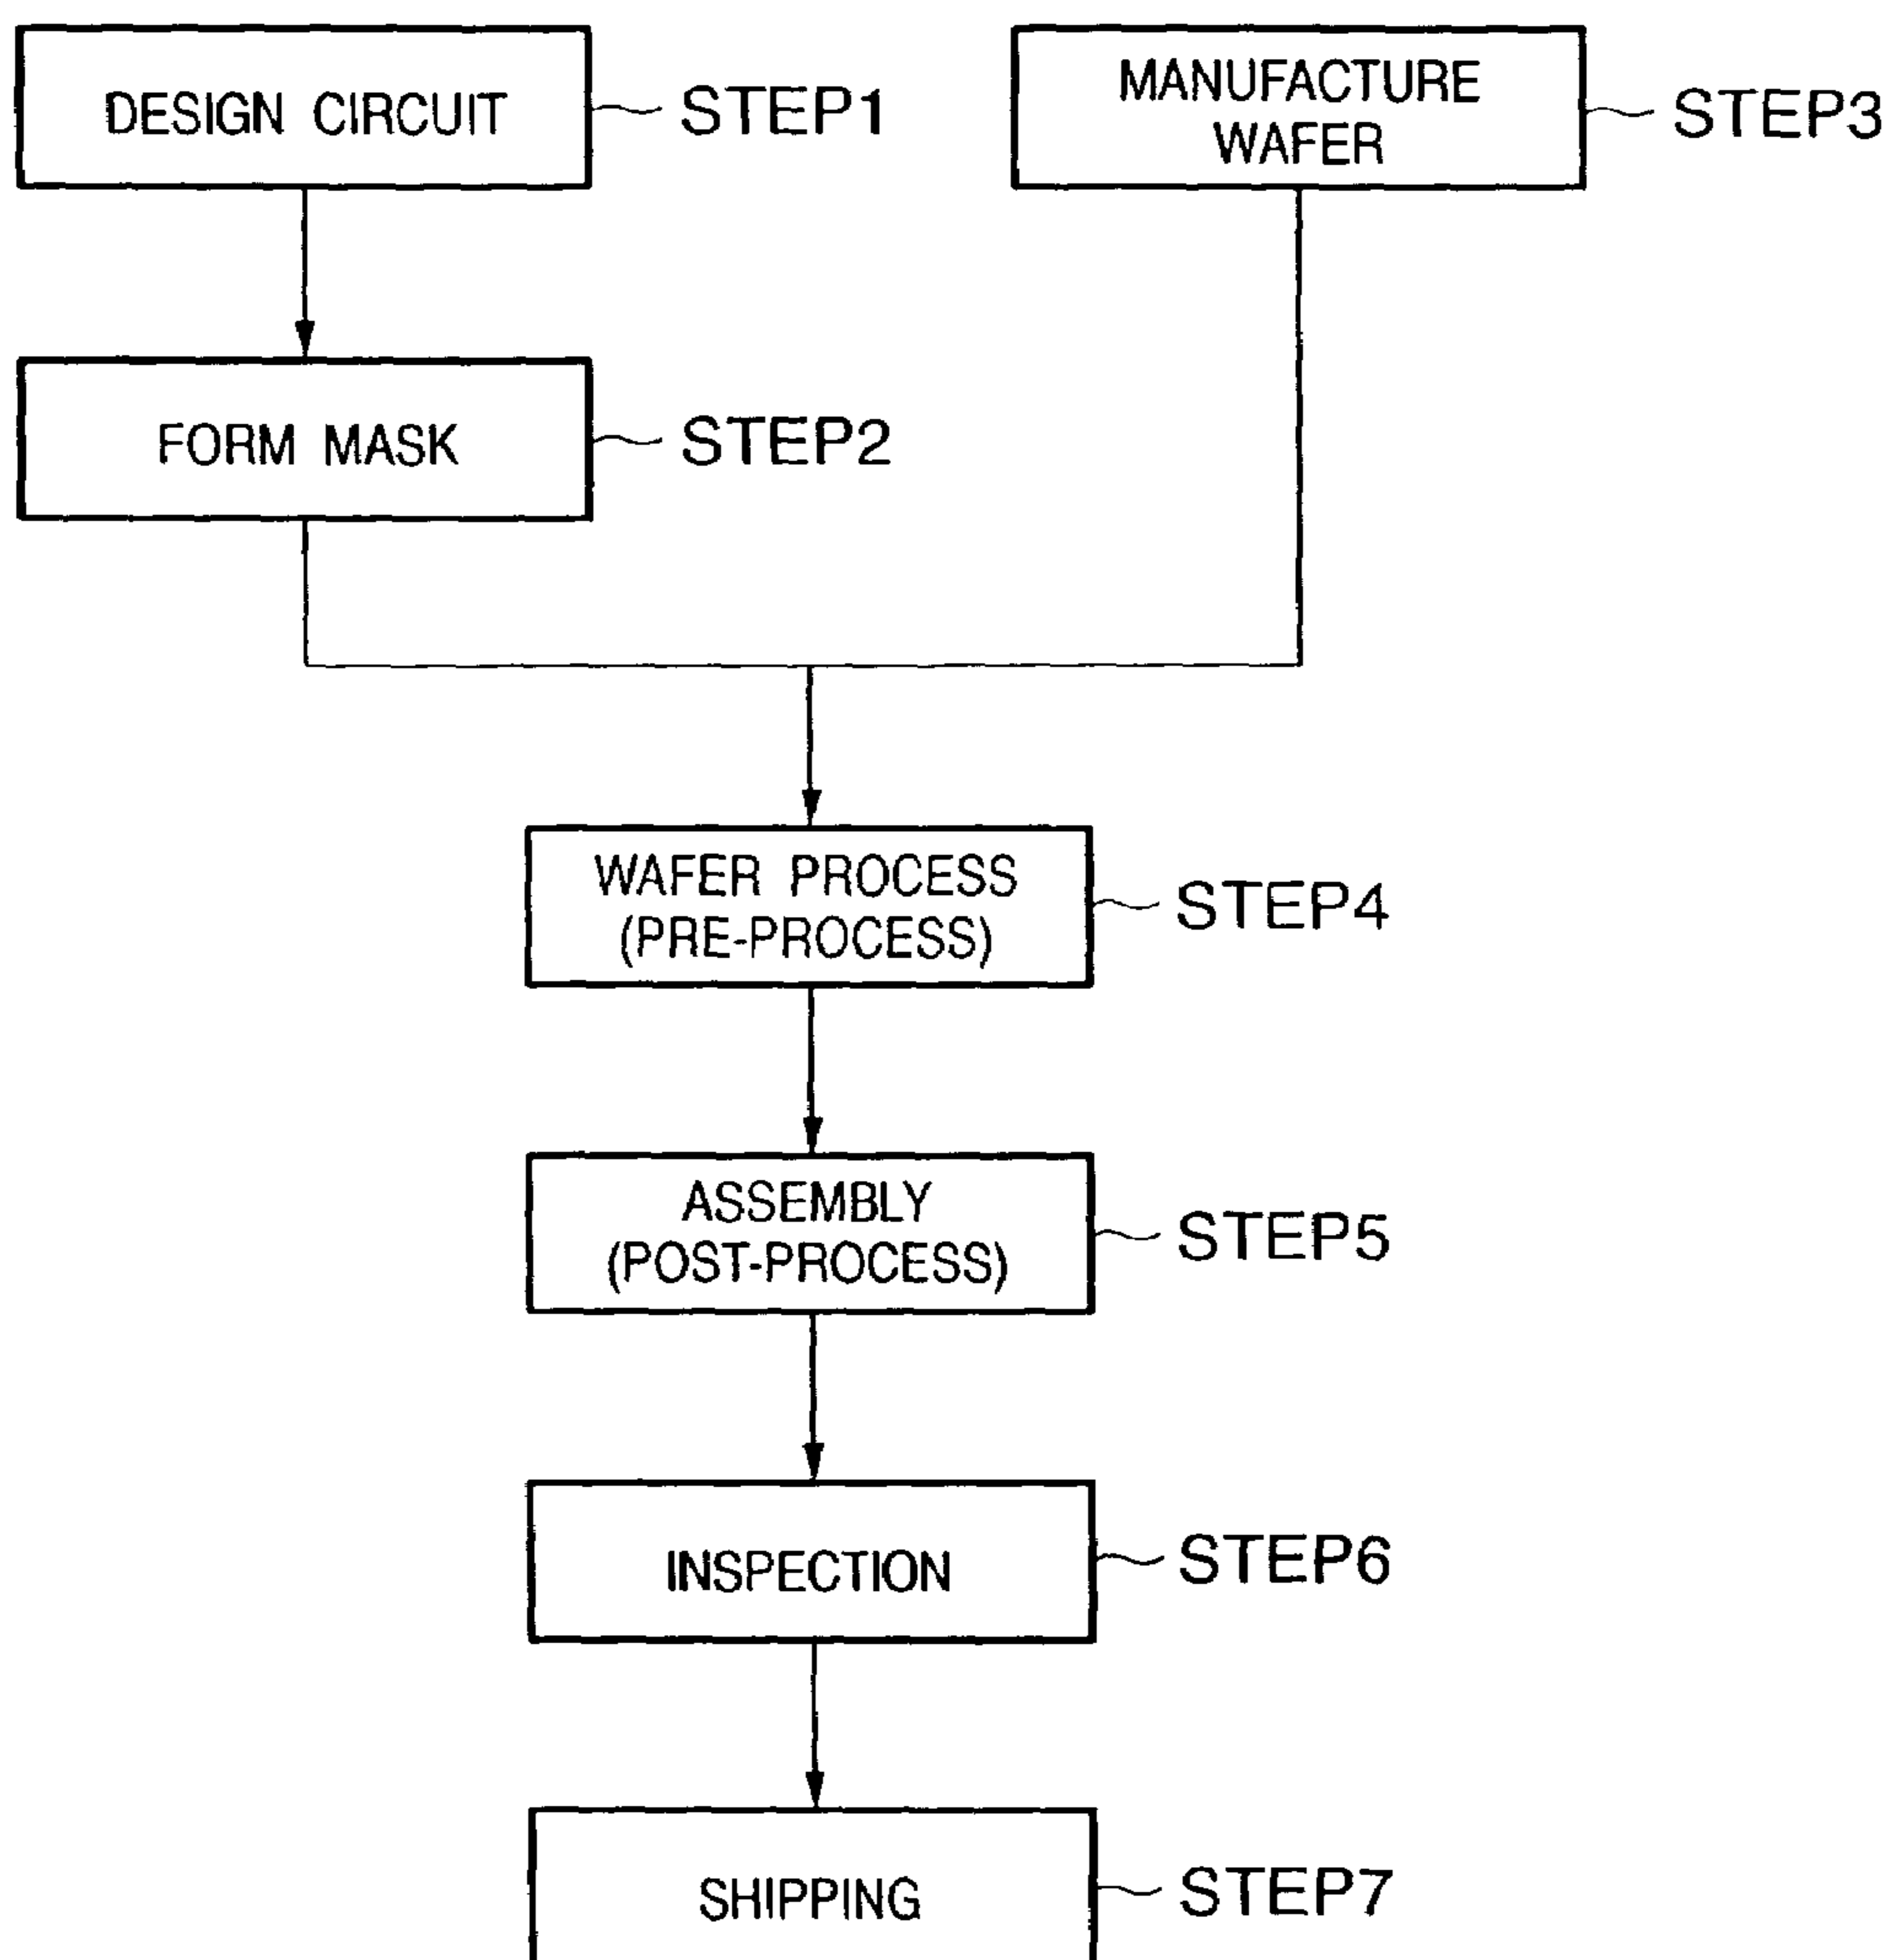 DESIGN CIRCUIT
STEP1
MANUFACTURE
WAFER
STEP3
FORM MASK
STEP2
WAFER PROCESS
(PRE-PROCESS)
STEP4
ASSEMBLY
(POST-PROCESS)
STEP5
INSPECTION
STEP6
SHIPPING
STEP7